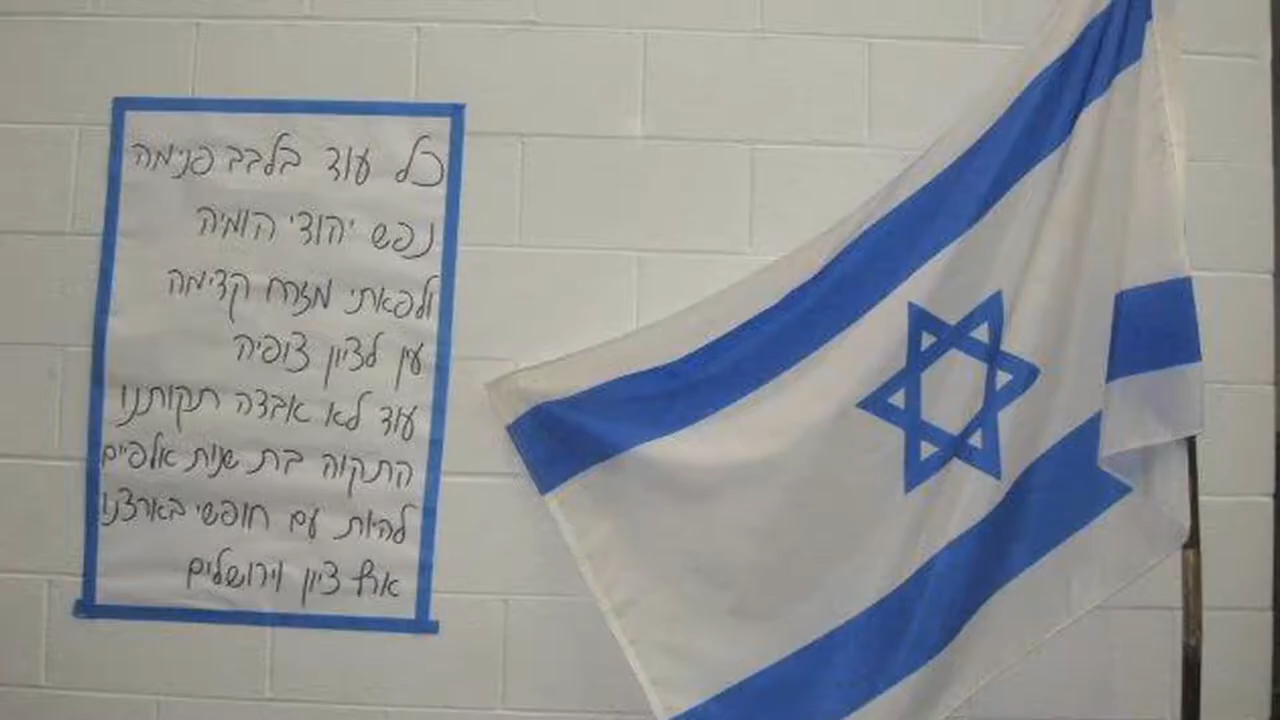 כל עוד בלבב פנימה
נפש יהודי הומיה
ולפאתי מזרח קדימה
עין לציון צופיה
עוד לא אבדה תקותנו
התקוה בת שנות אלפיים
להיות עם חופשי בארצנו
ארץ ציון וירושלים